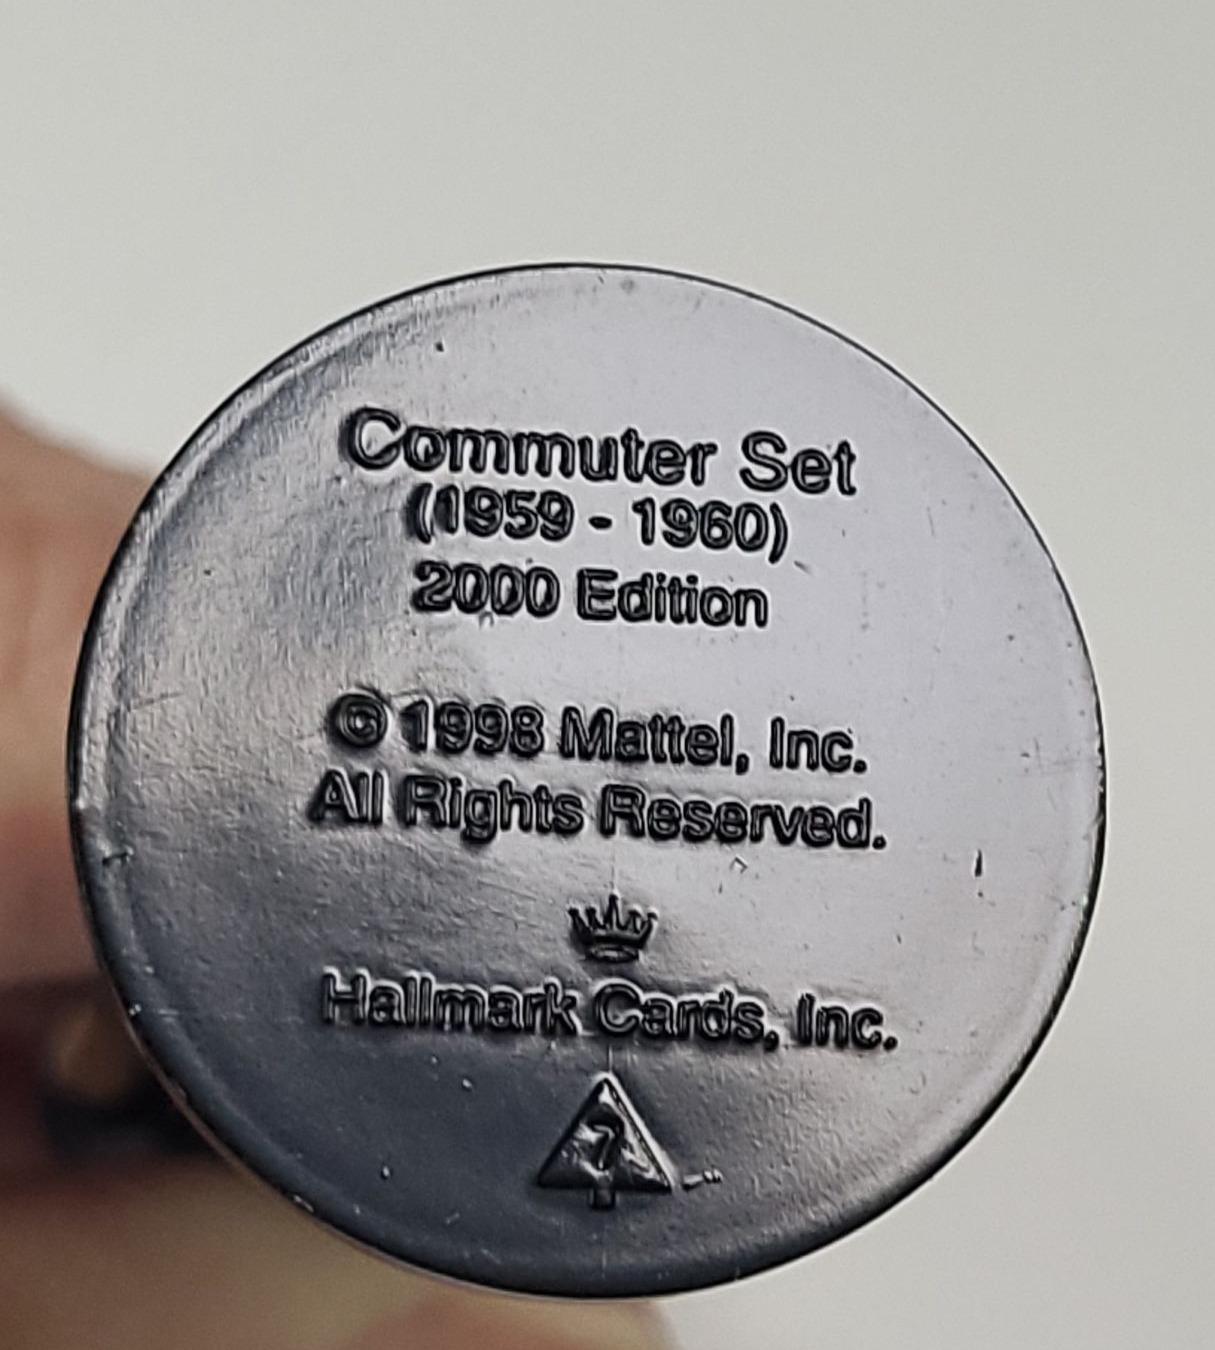 Commuter Set
(1959 - 1960)
2000 Edition
© 1998 Mattel, Inc.
All Rights Reserved.
Hallmark Cards, Inc.
7